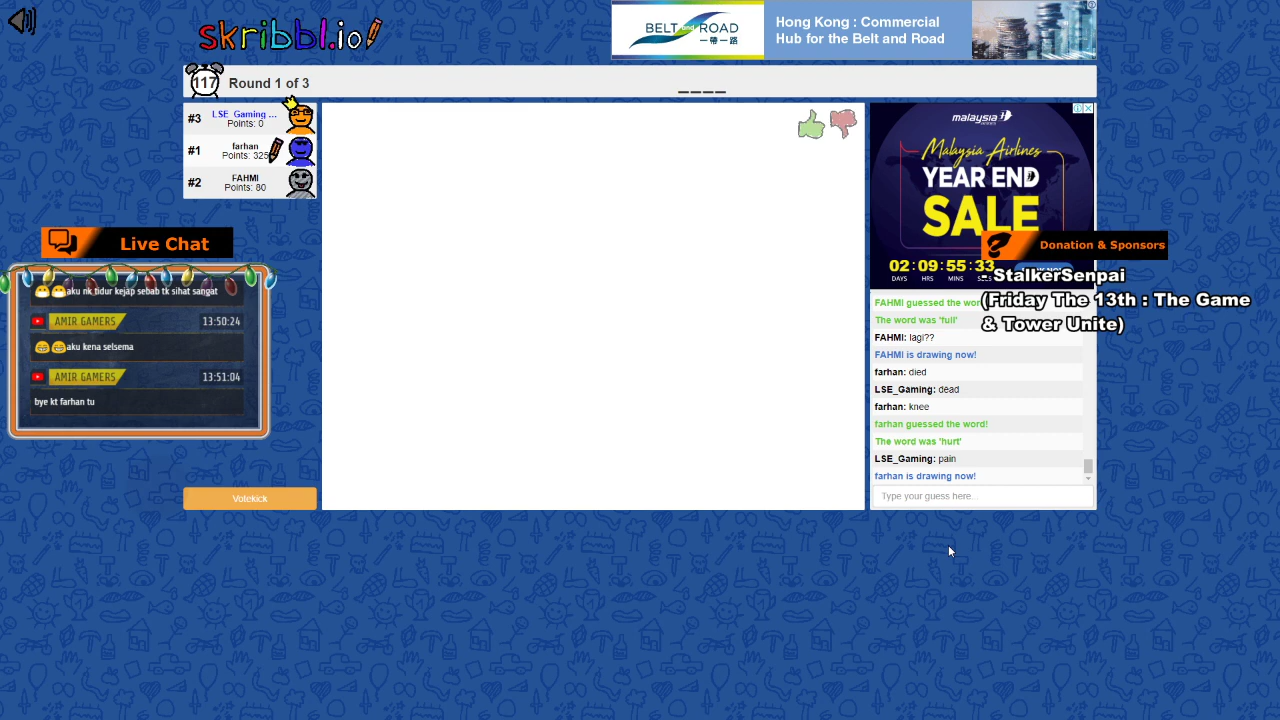 skribbl.io
BELT and ROAD
一帶一路
Hong Kong : Commercial
Hub for the Belt and Road
117
Round 1 of 3
____
#3
LSE_Gaming ...
Points: 0
#1
farhan
Points: 325
#2
FAHMI
Points: 80
Live Chat
aku nk tidur kejap sebab tk sihat sangat
AMIR GAMERS
13:50:24
aku kena selsema
AMIR GAMERS
13:51:04
bye kt farhan tu
Votekick
malaysia
Malaysia Airlines
YEAR END
SALE
02:09:55:33
DAYS HRS MINS
Donation & Sponsors
- StalkerSenpai
(Friday The 13th : The Game
& Tower Unite)
FAHMI guessed the wor
The word was 'full'
FAHMI: lagi??
FAHMI is drawing now!
farhan: died
LSE_Gaming: dead
farhan: knee
farhan guessed the word!
The word was 'hurt'
LSE_Gaming: pain
farhan is drawing now!
Type your guess here...